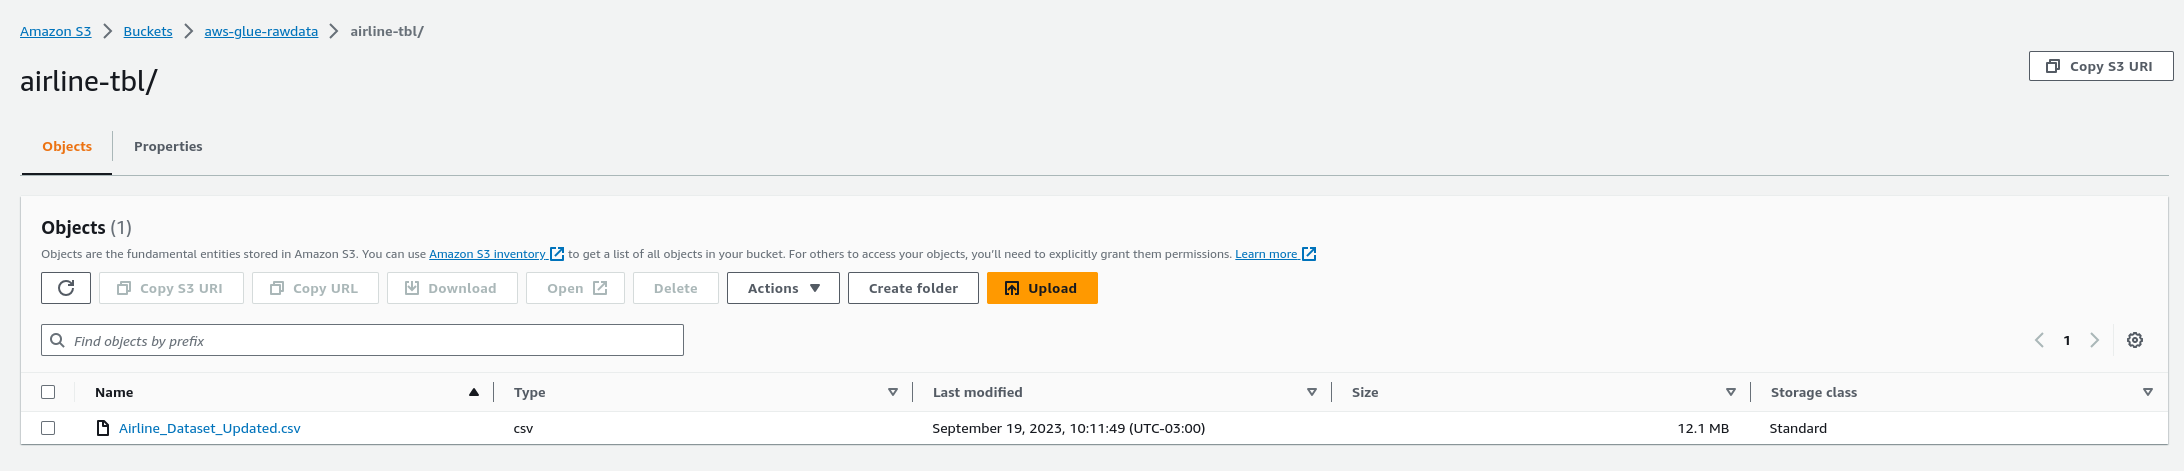 Amazon S3 Buckets aws-glue-rawdata airline-tbl/
airline-tbl/
Copy S3 URI
Objects Properties
Objects (1)
Objects are the fundamental entities stored in Amazon S3. You can use Amazon S3 inventory to get a list of all objects in your bucket. For others to access your objects, you'll need to explicitly grant them permissions. Learn more
Copy S3 URI Copy URL Download Open Delete Actions Create folder Upload
Find objects by prefix
1
Name Type Last modified Size Storage class
Airline_Dataset_Updated.csv csv September 19, 2023, 10:11:49 (UTC-03:00) 12.1 MB Standard